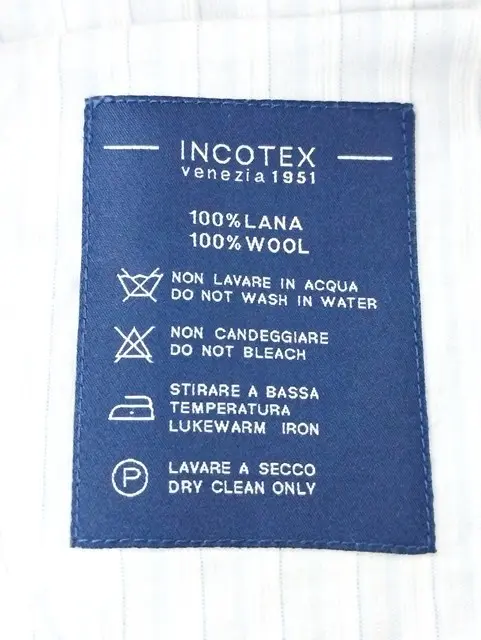 INCOTEX
venezia 1951
100% LANA
100% WOOL
NON LAVARE IN ACQUA
DO NOT WASH IN WATER
NON CANDEGGIARE
DO NOT BLEACH
STIRARE A BASSA
TEMPERATURA
LUKEWARM IRON
P
LAVARE A SECCO
DRY CLEAN ONLY